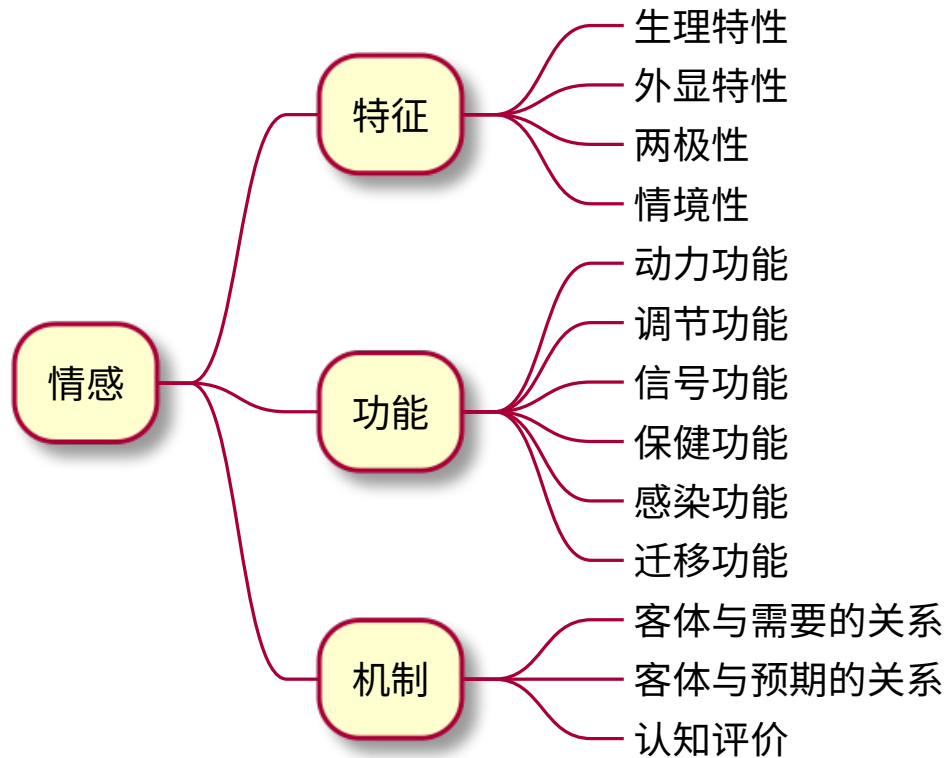 情感
特征
生理特性
外显特性
两极性
情境性
功能
动力功能
调节功能
信号功能
保健功能
感染功能
迁移功能
机制
客体与需要的关系
客体与预期的关系
认知评价